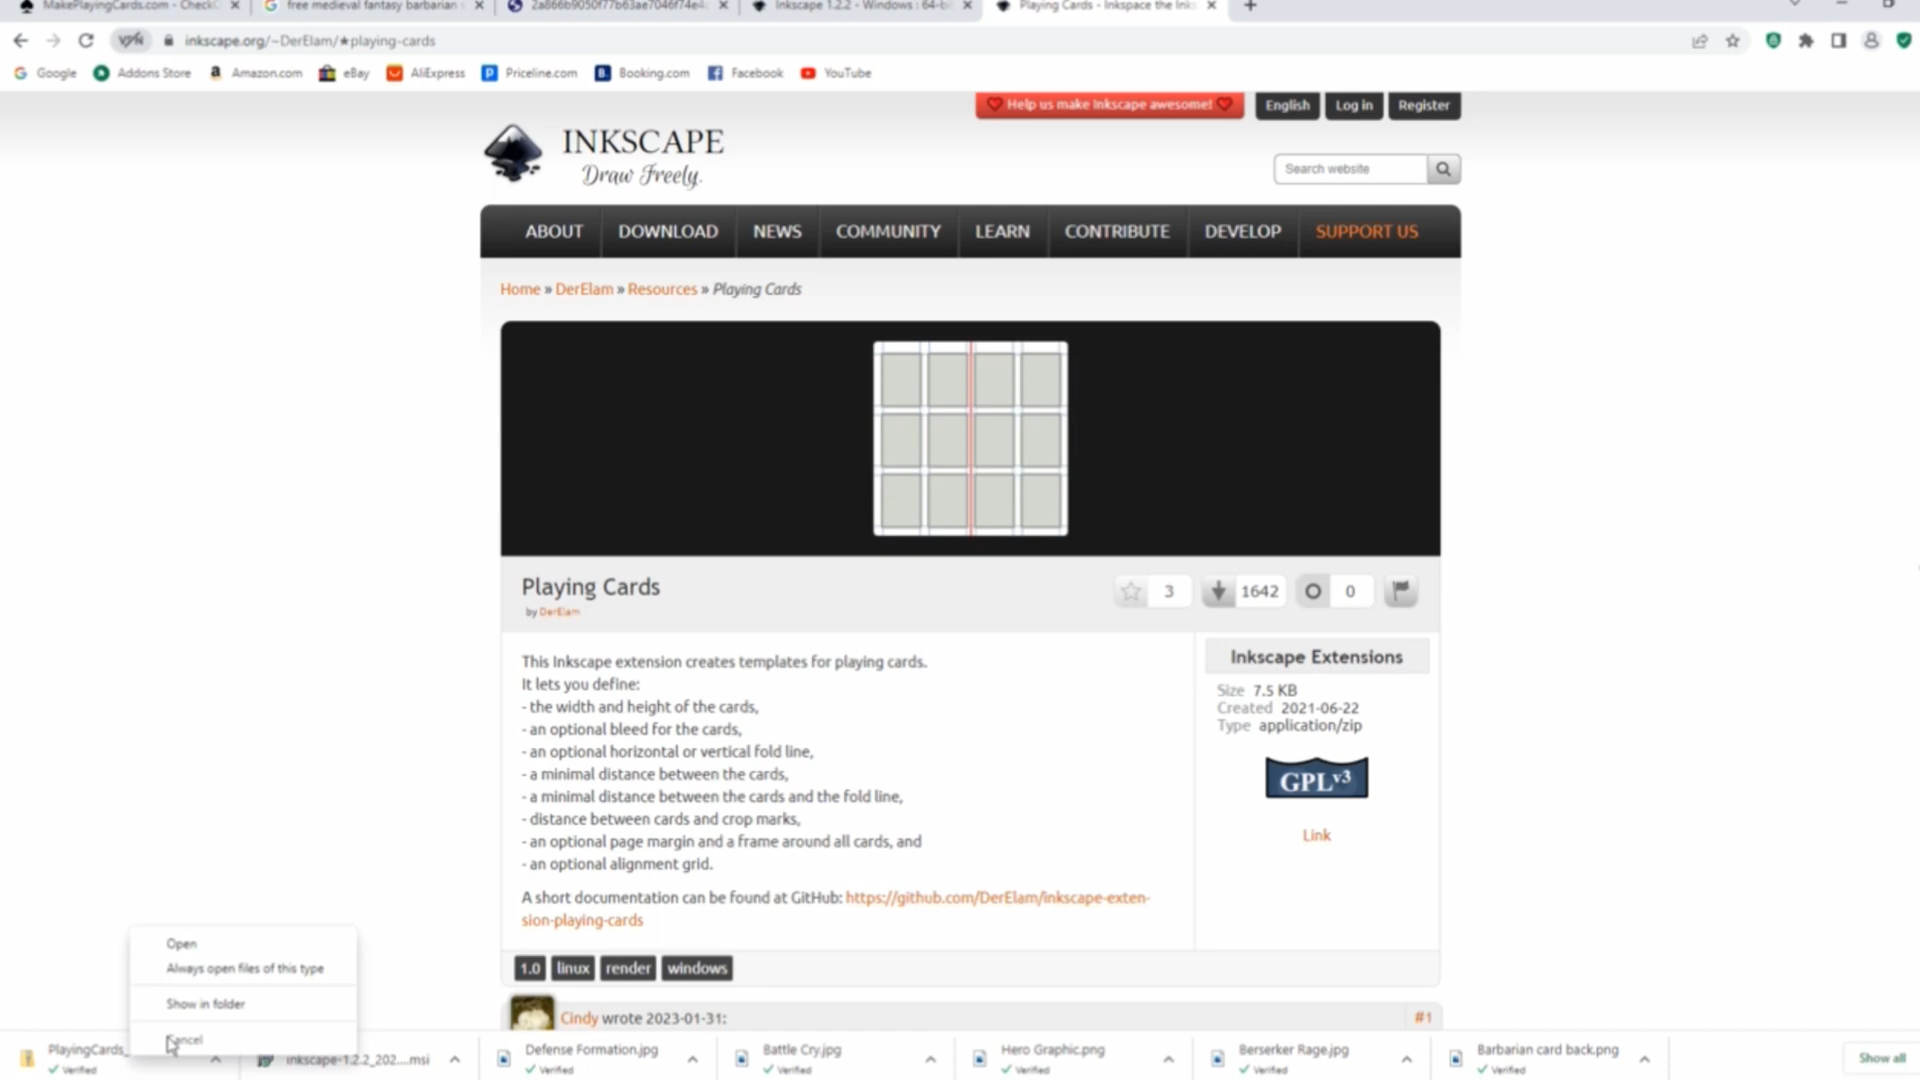 MakePlayingCards.com - CheckC
free medieval fantasy barbarian
2a866b9050f77b63ae7046f74e4
Inkscape 1.2.2 - Windows : 64-bi
Playing Cards - Inkspace the Ink
VPN
inkscape.org/~DerElam/★playing-cards
Google
Addons Store
Amazon.com
eBay
AliExpress
Priceline.com
Booking.com
Facebook
YouTube
Help us make Inkscape awesome!
English
Log in
Register
INKSCAPE
Draw Freely.
Search website
ABOUT
DOWNLOAD
NEWS
COMMUNITY
LEARN
CONTRIBUTE
DEVELOP
SUPPORT US
Home » DerElam » Resources » Playing Cards
Playing Cards
by DerElam
3
1642
0
This Inkscape extension creates templates for playing cards.
It lets you define:
- the width and height of the cards,
- an optional bleed for the cards,
- an optional horizontal or vertical fold line,
- a minimal distance between the cards,
- a minimal distance between the cards and the fold line,
- distance between cards and crop marks,
- an optional page margin and a frame around all cards, and
- an optional alignment grid.
A short documentation can be found at GitHub: https://github.com/DerElam/inkscape-exten-
sion-playing-cards
Inkscape Extensions
Size 7.5 KB
Created 2021-06-22
Type application/zip
GPLv3
Link
1.0
linux
render
windows
Cindy wrote 2023-01-31:
#1
Open
Always open files of this type
Show in folder
Cancel
PlayingCards_
Verified
inkscape-1.2.2_202....msi
Defense Formation.jpg
Verified
Battle Cry.jpg
Verified
Hero Graphic.png
Verified
Berserker Rage.jpg
Verified
Barbarian card back.png
Verified
Show all